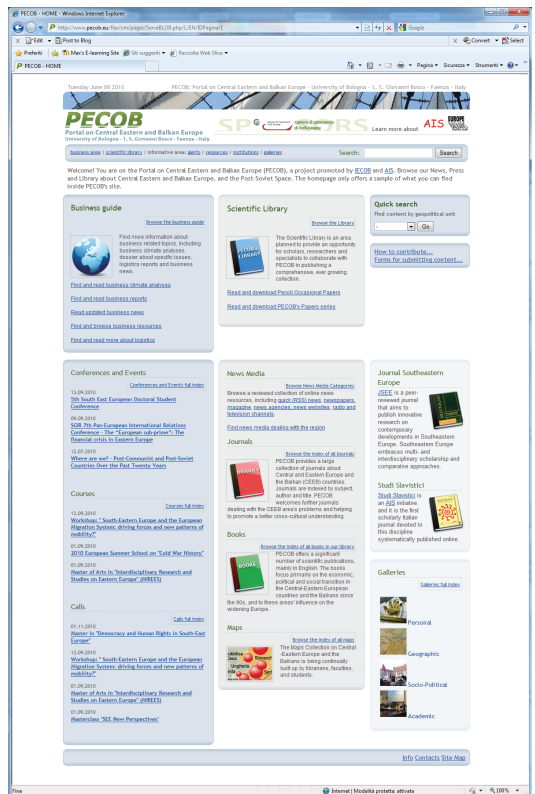 PECOB - HOME - Windows Internet Explorer
http://www.pecob.eu/flex/cm/pages/ServeBLOB.php/L/EN/IDPagina/1
Google
Edit
Post to Blog
Convert
Select
Preferiti
Max's E-learning Site
Siti suggeriti
Raccolta Web Slice
PECOB - HOME
Pagina
Sicurezza
Strumenti
Tuesday June 08 2010
PECOB: Portal on Central Eastern and Balkan Europe - University of Bologna - 1, S. Giovanni Bosco - Faenza - Italy
PECOB
Portal on Central Eastern and Balkan Europe
University of Bologna - 1, S. Giovanni Bosco - Faenza - Italy
SPONSORS
Learn more about
AIS
EUROPE
business area | scientific library | informative area: alerts / resources / institutions | galleries
Search:
Search
Welcome! You are on the Portal on Central Eastern and Balkan Europe (PECOB), a project promoted by IECOB and AIS. Browse our News, Press
and Library about Central Eastern and Balkan Europe, and the Post-Soviet Space. The homepage only offers a sample of what you can find
inside PECOB's site.
Business guide
Browse the business guide
Find more information about
business related topics, including
business climate analyses,
dossier about specific issues,
logistics reports and business
news.
Find and read business climate analyses
Find and read business reports
Read updated business news
Find and browse business resources
Find and read more about logistics
Scientific Library
Browse the Library
PECOB's
LIBRARY
The Scientific Library is an area
planned to provide an opportunity
for scholars, researchers and
specialists to collaborate with
PECOB in publishing a
comprehensive, ever growing
collection.
Read and download Pecob Occasional Papers
Read and download PECOB's Papers series
Quick search
Find content by geopolitical unit
-
Go
How to contribute...
Forms for submitting content...
Conferences and Events
Conferences and Events full index
13.09.2010
5th South East European Doctoral Student
Conference
09.09.2010
SGIR 7th Pan-European International Relations
Conference - The "European sub-prime": The
financial crisis in Eastern Europe
12.07.2010
Where are we? - Post-Communist and Post-Soviet
Countries Over the Past Twenty Years
Courses
Courses full index
13.09.2010
Workshop: " South-Eastern Europe and the European
Migration System: driving forces and new patterns of
mobility?"
01.09.2010
2010 European Summer School on "Cold War History"
01.09.2010
Master of Arts in "Interdisciplinary Research and
Studies on Eastern Europe" (MIREES)
Calls
Calls full index
01.11.2010
Master in "Democracy and Human Rights in South-East
Europe"
13.09.2010
Workshop: " South-Eastern Europe and the European
Migration System: driving forces and new patterns of
mobility?"
01.09.2010
Master of Arts in "Interdisciplinary Research and
Studies on Eastern Europe" (MIREES)
01.09.2010
Masterclass 'SEE New Perspectives'
News Media
Browse News Media Categories
Browse a reviewed collection of online news
resources, including quick (RSS) news, newspapers,
magazine, news agencies, news websites, radio and
television channels.
Find news media dealing with the region
Journals
Browse the index of all journals
JOURNALS
PECOB provides a large
collection of journals about
Central and Eastern Europe and
the Balkan (CEEB) countries.
Journals are indexed by subject,
author and title. PECOB
welcomes further journals
dealing with the CEEB area's problems and helping
to promote a better cross-cultural understanding.
Books
Browse the index of all books in our library
BOOKS
PECOB offers a significant
number of scientific publications,
mainly in English. The books
focus primarily on the economic,
political and social transition in
the Central-Eastern European
countries and the Balkans since
the 90s, and to these areas' influence on the
widening Europe.
Maps
Browse the index of all maps
The Maps Collection on Central
-Eastern Europe and the
Balkans is being continually
built up by librarians, faculties,
and students.
Journal Southeastern
Europe
JSEE is a peer-
reviewed journal
that aims to
publish innovative
research on
contemporary
developments in Southeastern
Europe. Southeastern Europe
embraces multi- and
interdisciplinary scholarship and
comparative approaches.
Studi Slavistici
Studi Slavistici is
an AIS initiative
and it is the first
scholarly Italian
journal devoted to
this discipline
systematically published online.
Galleries
Galleries full index
Personal
Geographic
Socio-Political
Academic
Info Contacts Site Map
Fine
Internet | Modalità protetta: attivata
100%